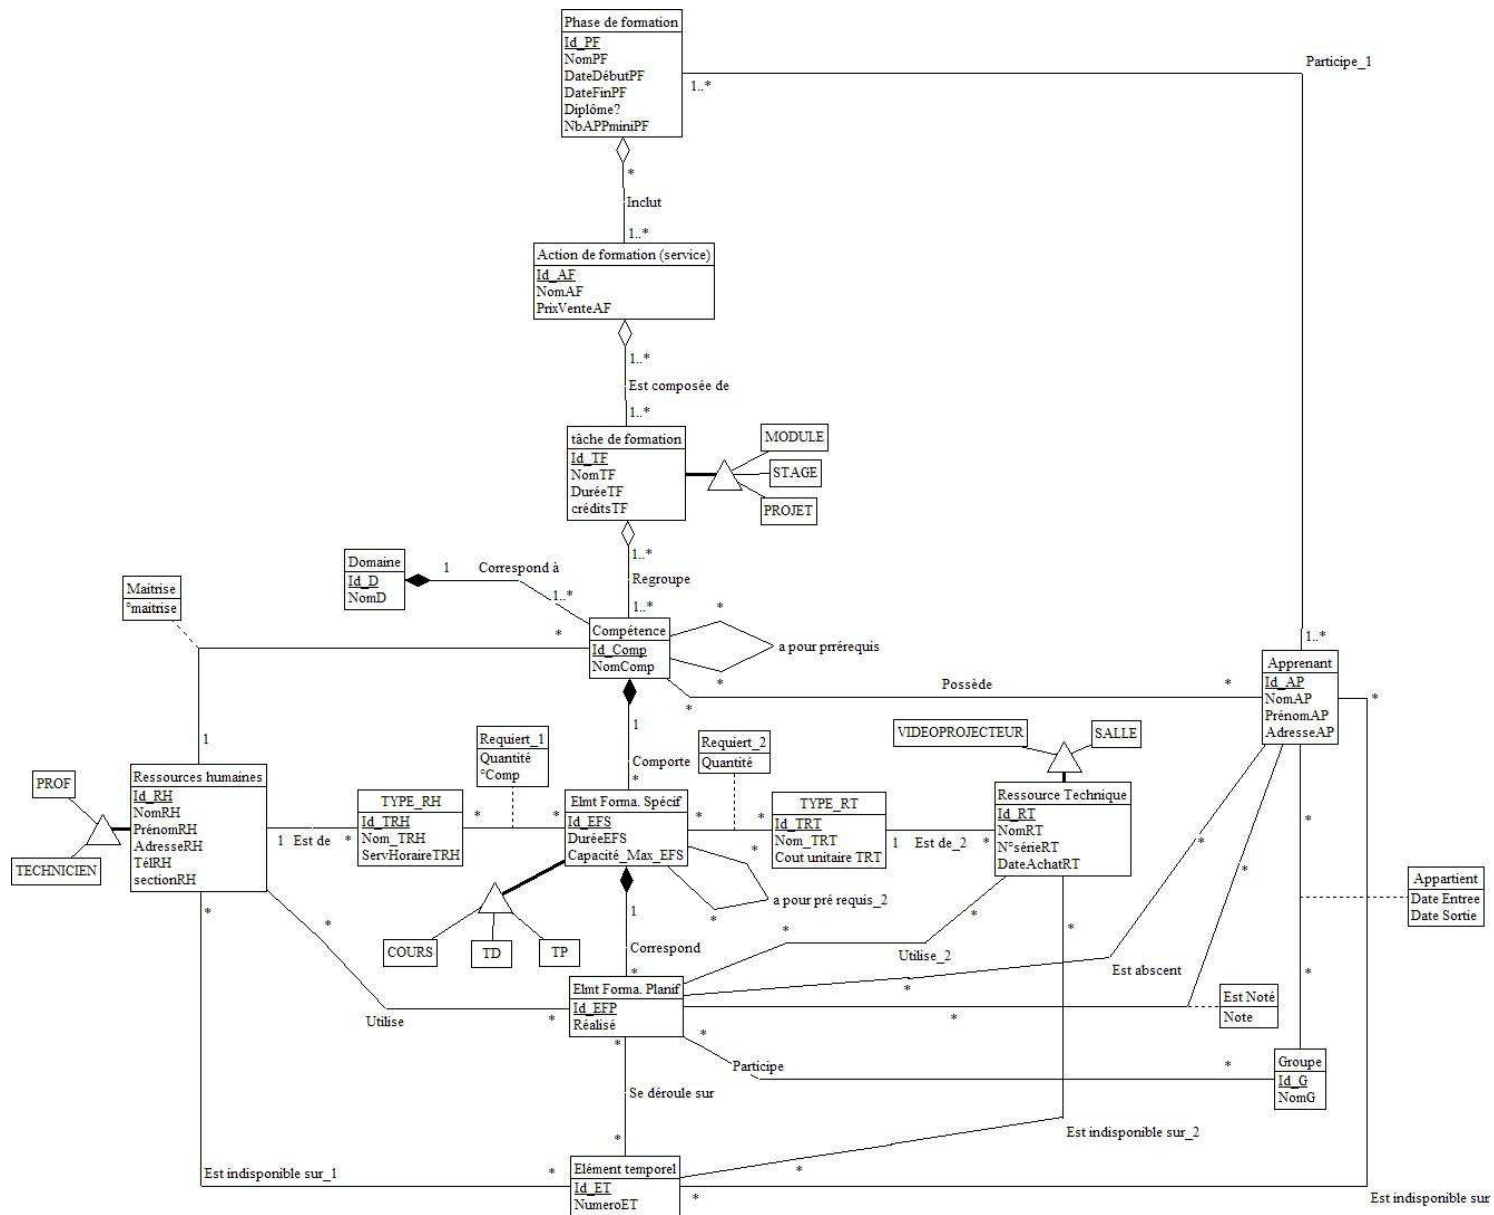 Phase de formation
Id_PF
NomPF
DateDébutPF
DateFinPF
Diplôme?
NbAPPminiPF
Participe_1
1..*
*
Inclut
1..*
Action de formation (service)
Id_AF
NomAF
PrixVenteAF
1..*
Est composée de
1..*
tâche de formation
Id_TF
NomTF
DuréeTF
créditsTF
MODULE
STAGE
PROJET
1..*
Regroupe
1..*
Domaine
Id_D
NomD
1
Correspond à
1..*
Maitrise
°maitrise
*
Compétence
Id_Comp
NomComp
*
a pour prrérequis
*
1..*
Apprenant
Id_AP
NomAP
PrénomAP
AdresseAP
Possède
*
*
*
1
1
Comporte
*
Requiert_1
Quantité
°Comp
Requiert_2
Quantité
VIDEOPROJECTEUR
SALLE
PROF
TECHNICIEN
Ressources humaines
Id_RH
NomRH
PrénomRH
AdresseRH
TélRH
sectionRH
1
Est de
*
TYPE_RH
Id_TRH
Nom_TRH
ServHoraireTRH
*
*
Elmt Forma. Spécif
Id_EFS
DuréeEFS
Capacité_Max_EFS
*
*
TYPE_RT
Id_TRT
Nom_TRT
Cout unitaire TRT
1
Est de_2
*
Ressource Technique
Id_RT
NomRT
N°sérieRT
DateAchatRT
*
a pour pré requis_2
*
COURS
TD
TP
1
Correspond
*
Elmt Forma. Planif
Id_EFP
Réalisé
*
Utilise
*
*
Utilise_2
*
*
Est abscent
*
*
*
Est Noté
Note
Appartient
Date Entree
Date Sortie
*
Groupe
Id_G
NomG
*
Participe
*
*
Se déroule sur
*
Elément temporel
Id_ET
NumeroET
*
Est indisponible sur_1
*
*
Est indisponible sur_2
*
*
Est indisponible sur
*